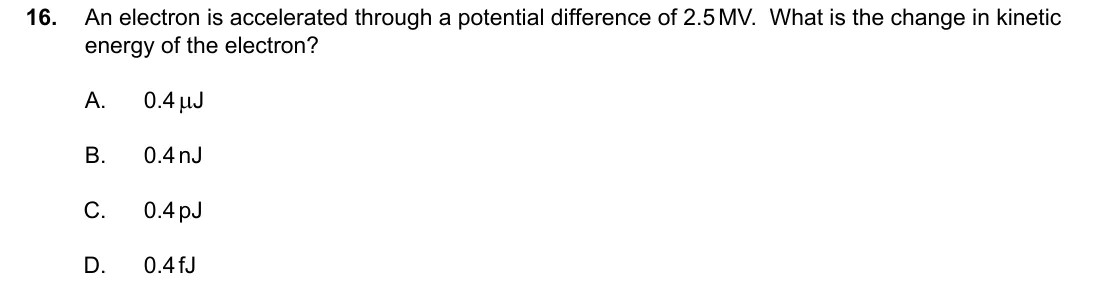 16. An electron is accelerated through a potential difference of 2.5 MV. What is the change in kinetic
energy of the electron?
A. 0.4 μJ
B. 0.4 nJ
C. 0.4 pJ
D. 0.4 fJ